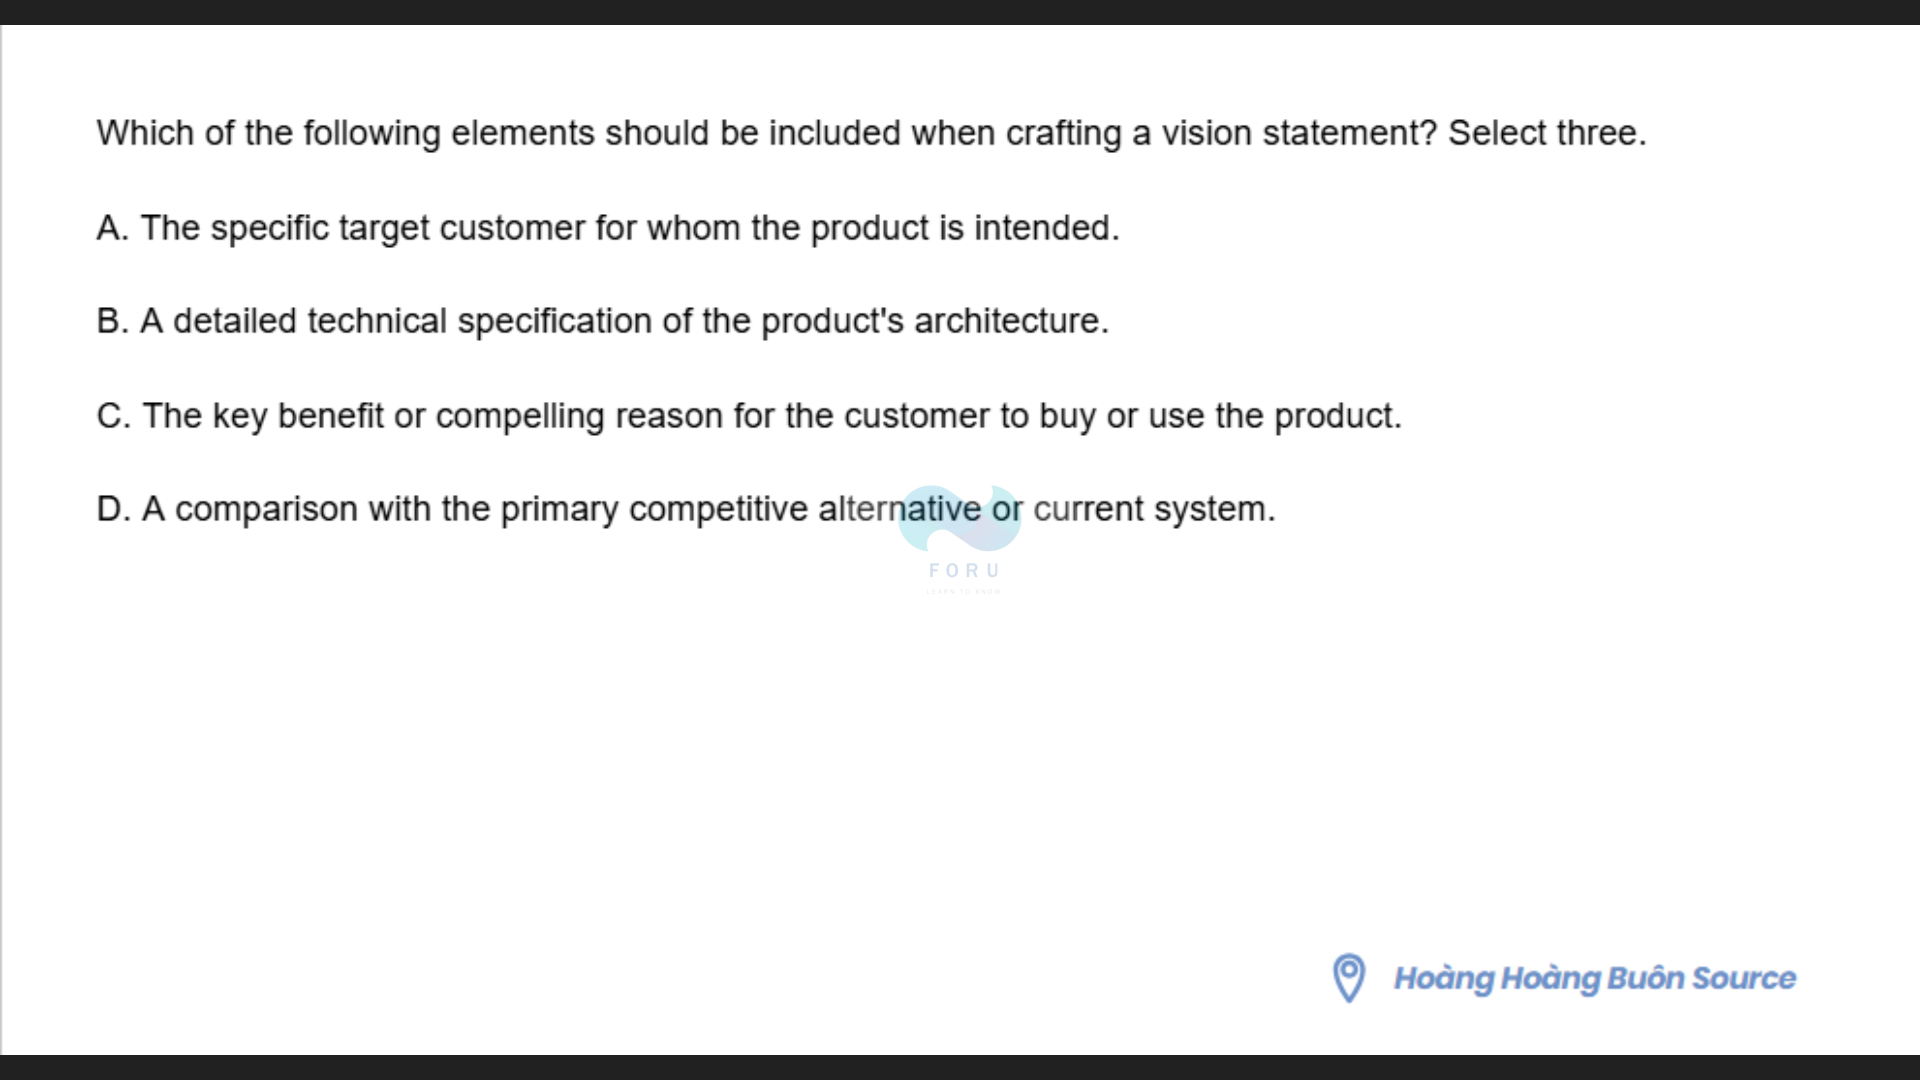 Which of the following elements should be included when crafting a vision statement? Select three.
A. The specific target customer for whom the product is intended.
B. A detailed technical specification of the product's architecture.
C. The key benefit or compelling reason for the customer to buy or use the product.
D. A comparison with the primary competitive alternative or current system.
FORU
LEARN TO KNOW
Hoàng Hoàng Buôn Source